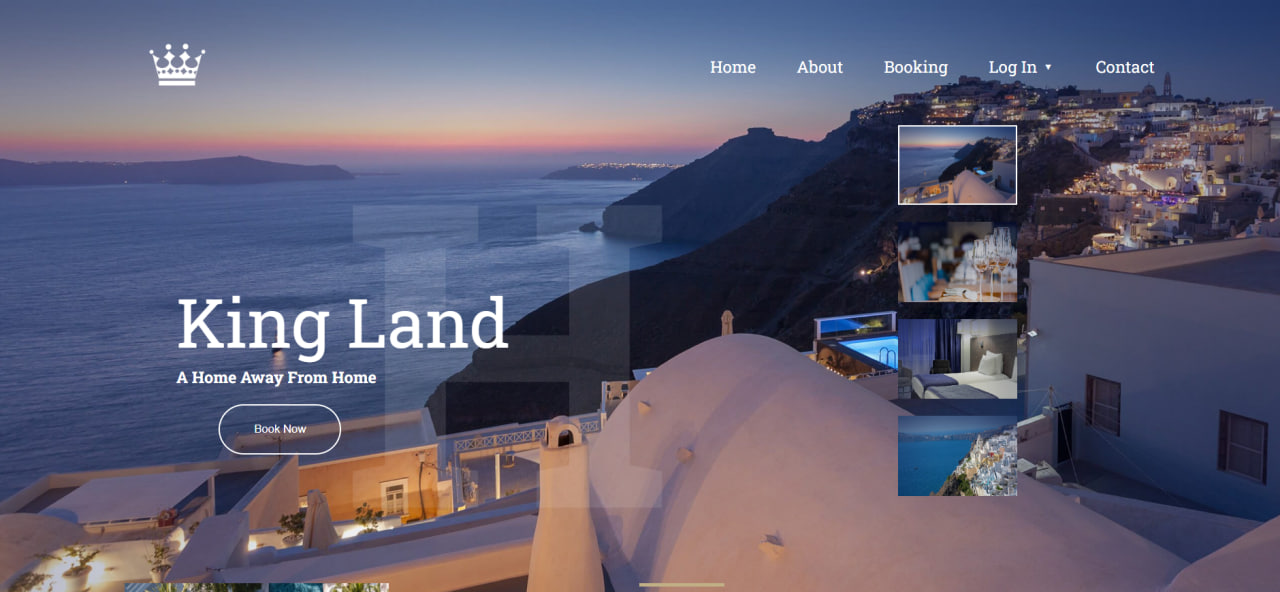 Home About Booking Log In ▼ Contact
H
King Land
A Home Away From Home
Book Now